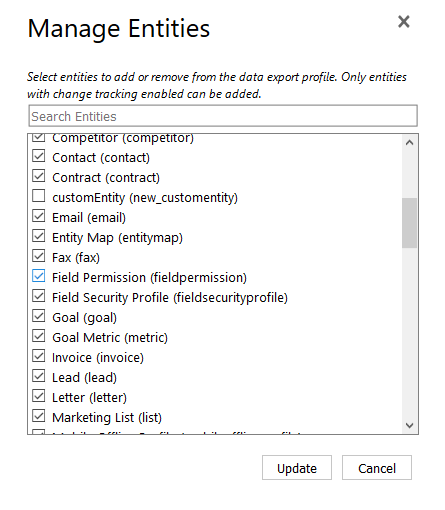 Manage Entities
Select entities to add or remove from the data export profile. Only entities
with change tracking enabled can be added.
Search Entities
Competitor (competitor)
Contact (contact)
Contract (contract)
customEntity (new_customentity)
Email (email)
Entity Map (entitymap)
Fax (fax)
Field Permission (fieldpermission)
Field Security Profile (fieldsecurityprofile)
Goal (goal)
Goal Metric (metric)
Invoice (invoice)
Lead (lead)
Letter (letter)
Marketing List (list)
Update Cancel